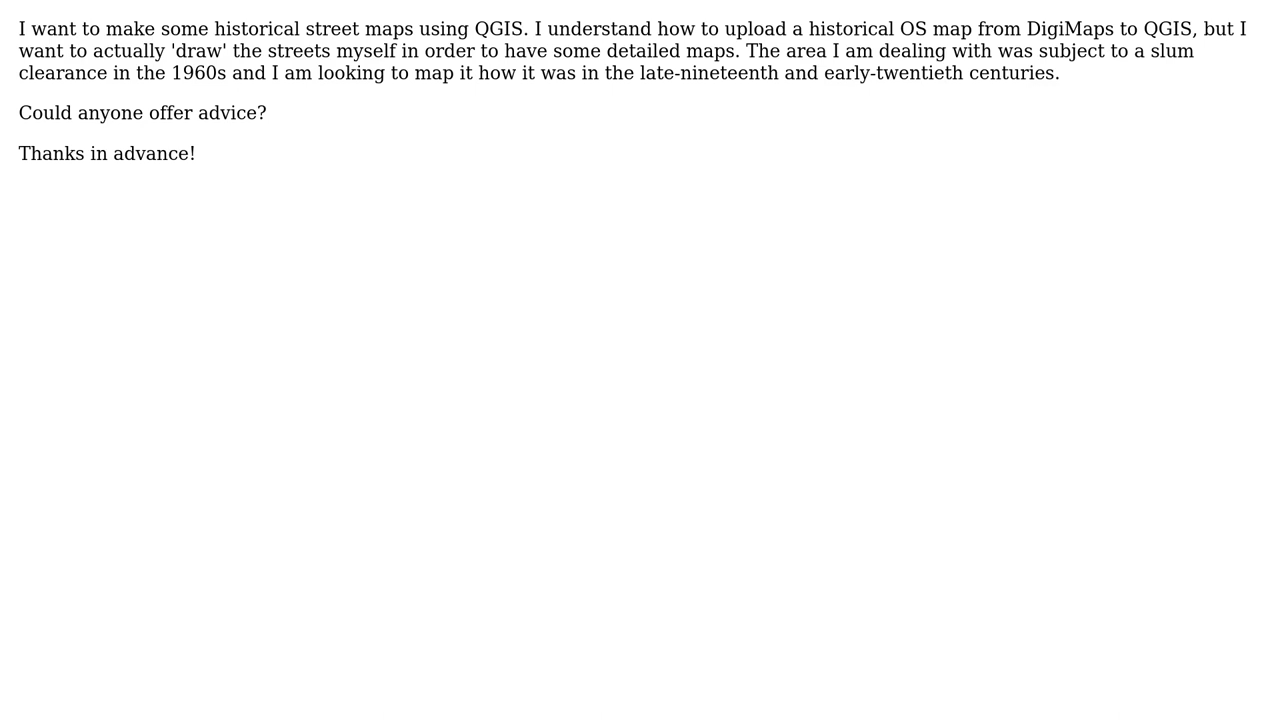 I want to make some historical street maps using QGIS. I understand how to upload a historical OS map from DigiMaps to QGIS, but I
want to actually 'draw' the streets myself in order to have some detailed maps. The area I am dealing with was subject to a slum
clearance in the 1960s and I am looking to map it how it was in the late-nineteenth and early-twentieth centuries.
Could anyone offer advice?
Thanks in advance!